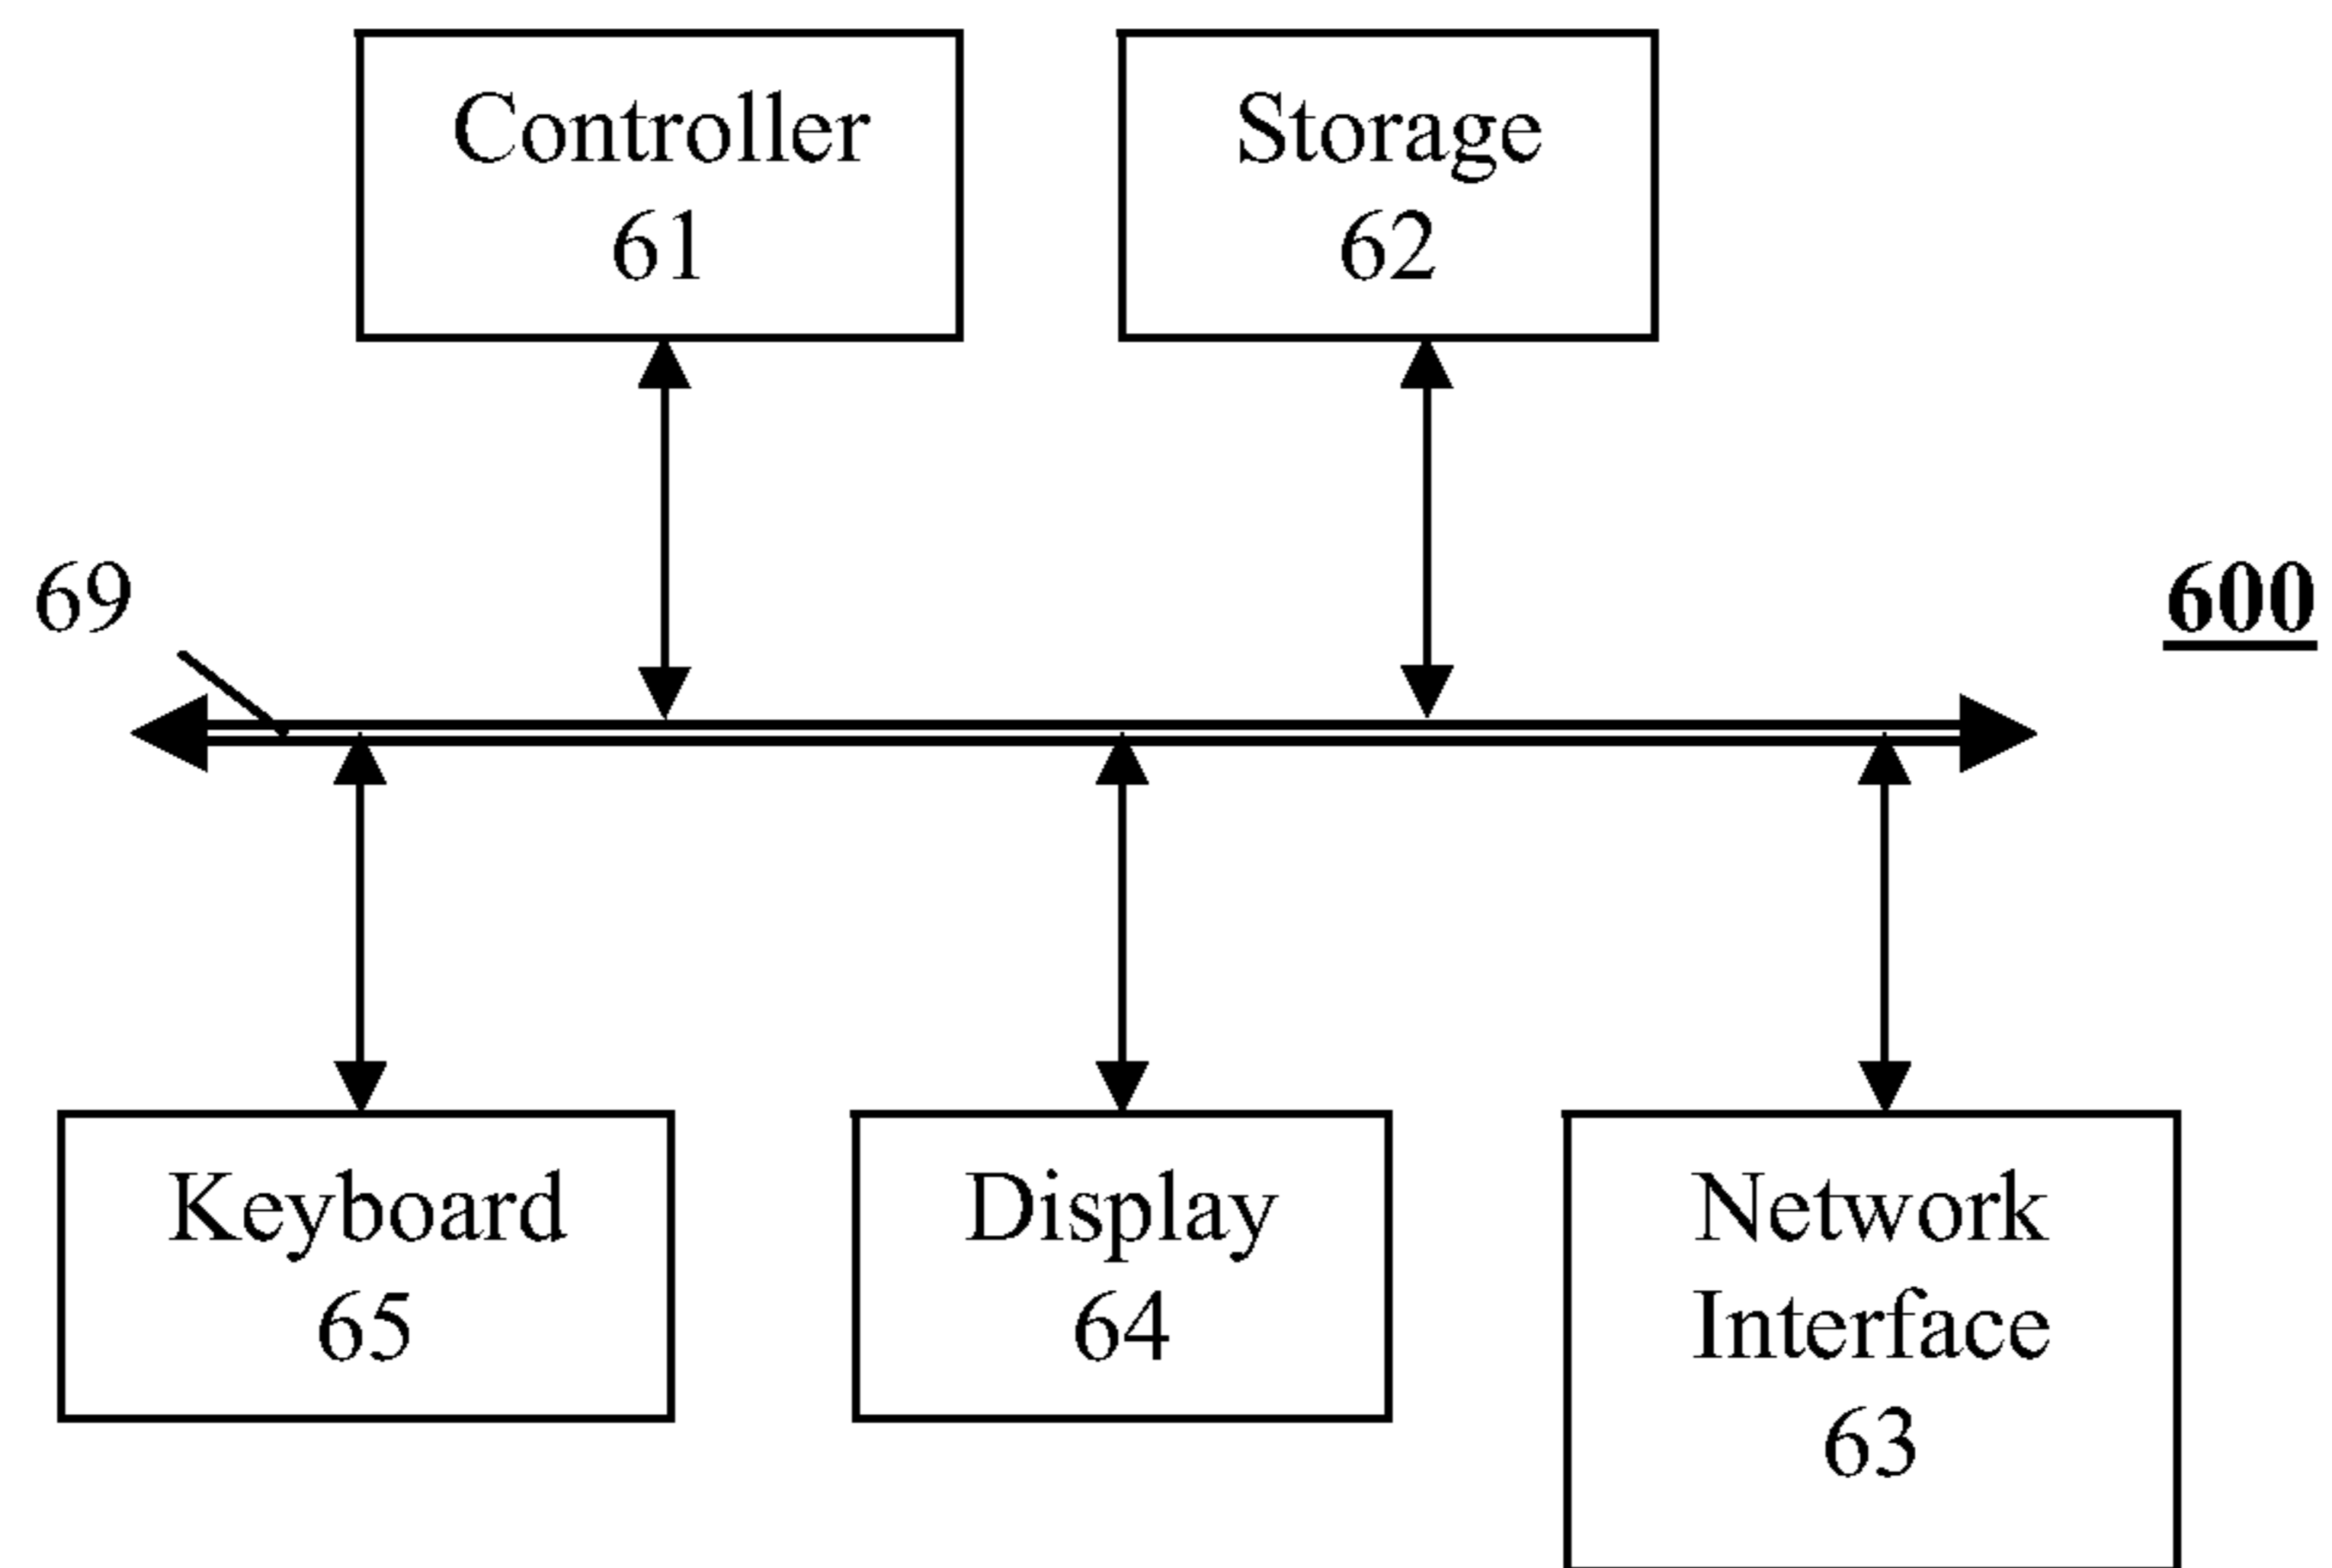 Controller
61
Storage
62
69
600
Keyboard
65
Display
64
Network
Interface
63